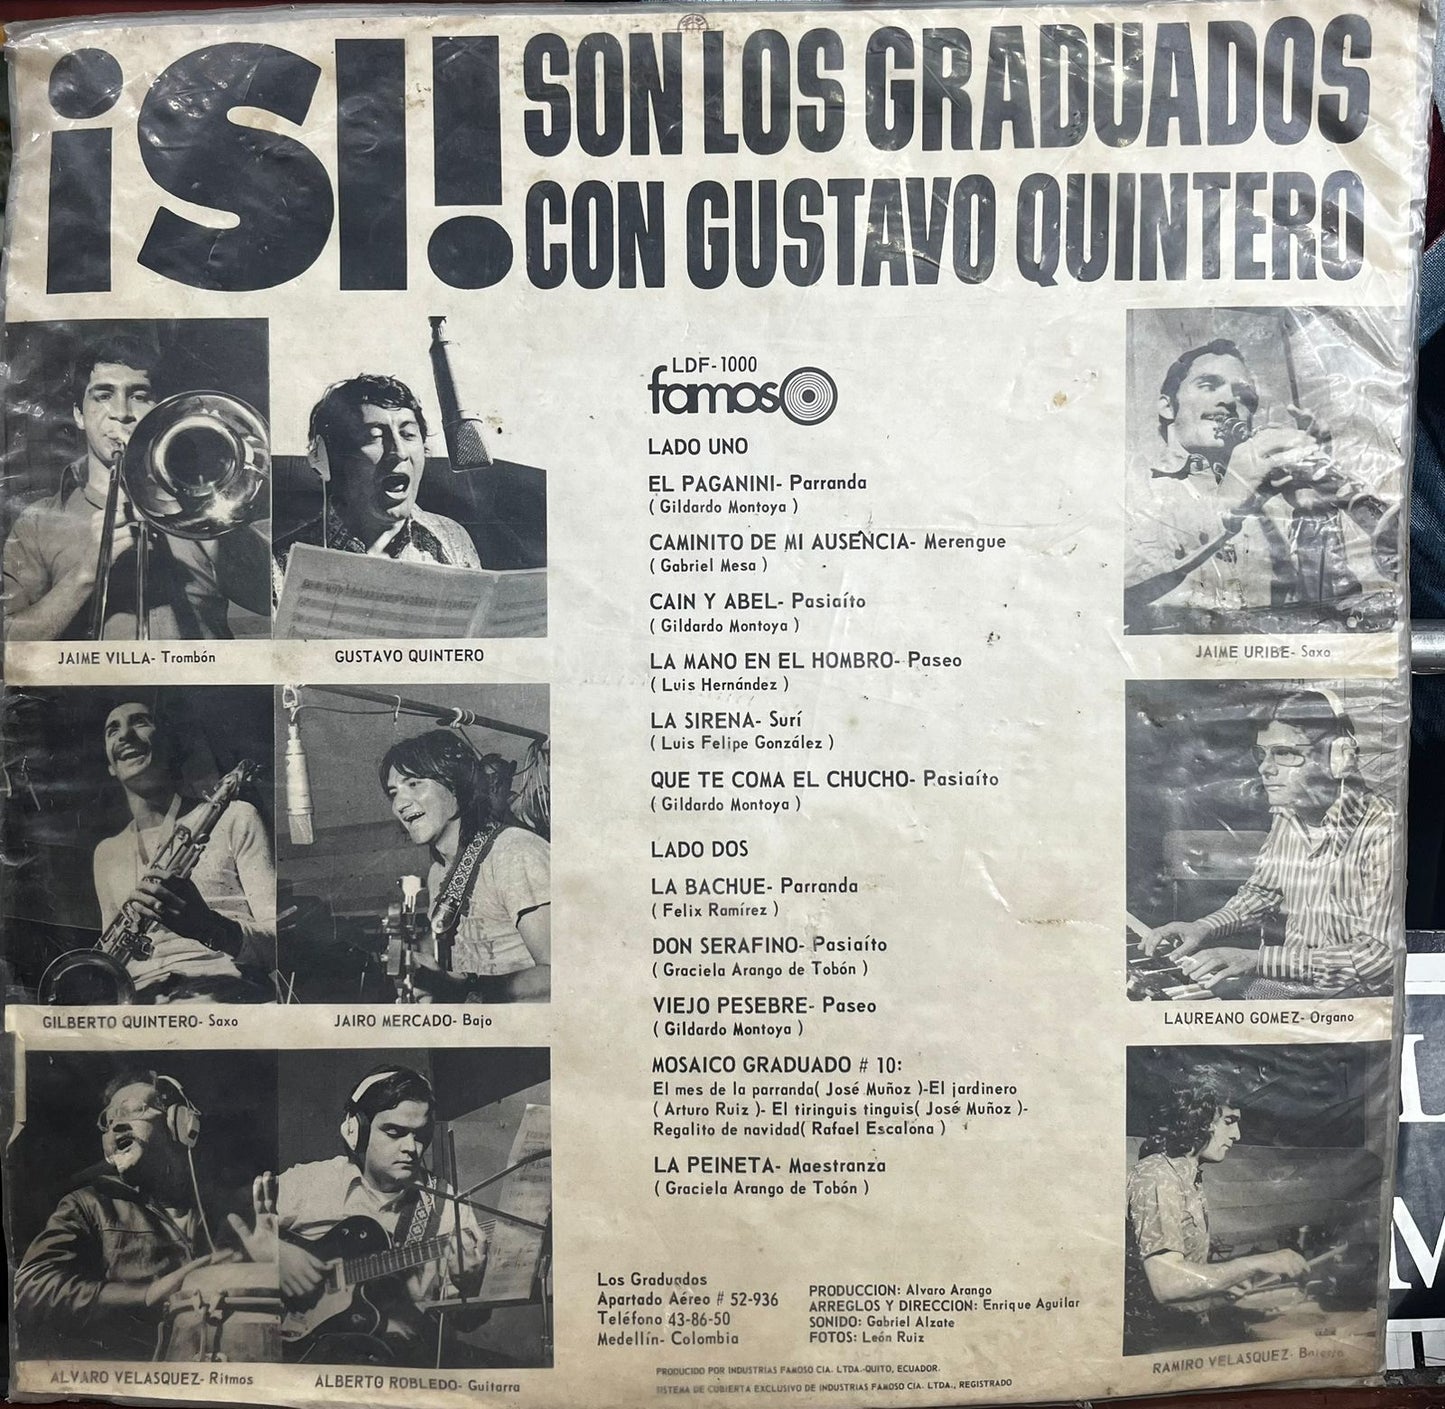 ¡SI!
SON LOS GRADUADOS
CON GUSTAVO QUINTERO
LDF-1000
famoso
LADO UNO
EL PAGANINI- Parranda
( Gildardo Montoya )
CAMINITO DE MI AUSENCIA- Merengue
( Gabriel Mesa )
CAIN Y ABEL- Pasiaíto
( Gildardo Montoya )
LA MANO EN EL HOMBRO- Paseo
( Luis Hernández )
LA SIRENA- Surí
( Luis Felipe González )
QUE TE COMA EL CHUCHO- Pasiaíto
( Gildardo Montoya )
LADO DOS
LA BACHUE- Parranda
( Felix Ramírez )
DON SERAFINO- Pasiaíto
( Graciela Arango de Tobón )
VIEJO PESEBRE- Paseo
( Gildardo Montoya )
MOSAICO GRADUADO # 10:
El mes de la parranda( José Muñoz )-El jardinero
( Arturo Ruiz )- El tiringuis tinguis( José Muñoz )-
Regalito de navidad( Rafael Escalona )
LA PEINETA- Maestranza
( Graciela Arango de Tobón )
JAIME VILLA- Trombón
GUSTAVO QUINTERO
JAIME URIBE- Saxo
GILBERTO QUINTERO- Saxo
JAIRO MERCADO- Bajo
LAUREANO GOMEZ- Organo
ALVARO VELASQUEZ- Ritmos
ALBERTO ROBLEDO- Guitarra
RAMIRO VELASQUEZ-
Los Graduados
Apartado Aéreo # 52-936
Teléfono 43-86-50
Medellín- Colombia
PRODUCCION: Alvaro Arango
ARREGLOS Y DIRECCION: Enrique Aguilar
SONIDO: Gabriel Alzate
FOTOS: León Ruiz
PRODUCIDO POR INDUSTRIAS FAMOSO CIA. LTDA.-QUITO, ECUADOR.
SISTEMA DE CUBIERTA EXCLUSIVO DE INDUSTRIAS FAMOSO CIA. LTDA., REGISTRADO
L
M